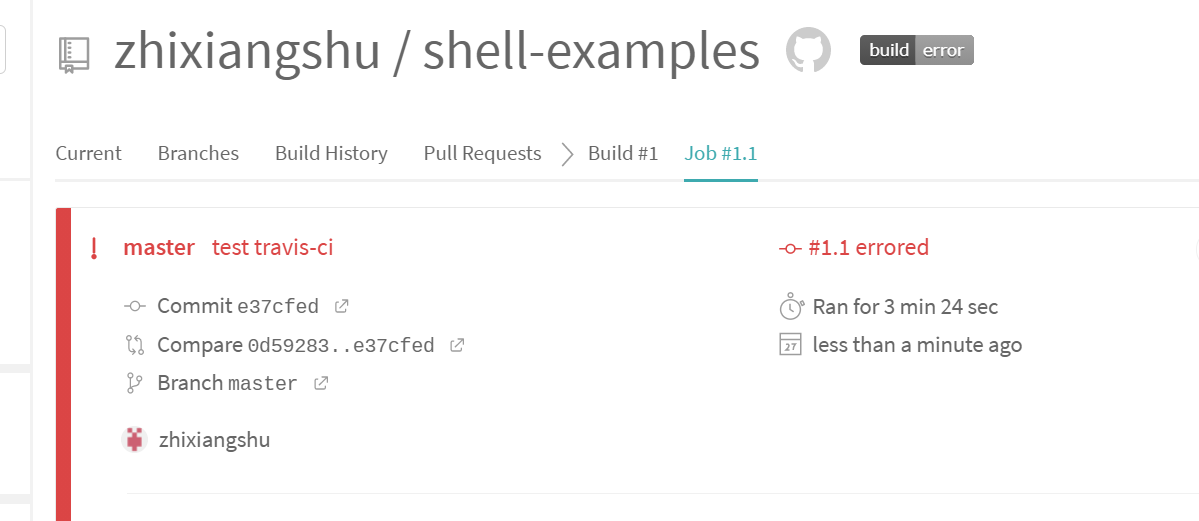 zhixiangshu / shell-examples build error
Current Branches Build History Pull Requests Build #1 Job #1.1
! master test travis-ci #1.1 errored
Commit e37cfed Ran for 3 min 24 sec
Compare 0d59283..e37cfed 27 less than a minute ago
Branch master
zhixiangshu